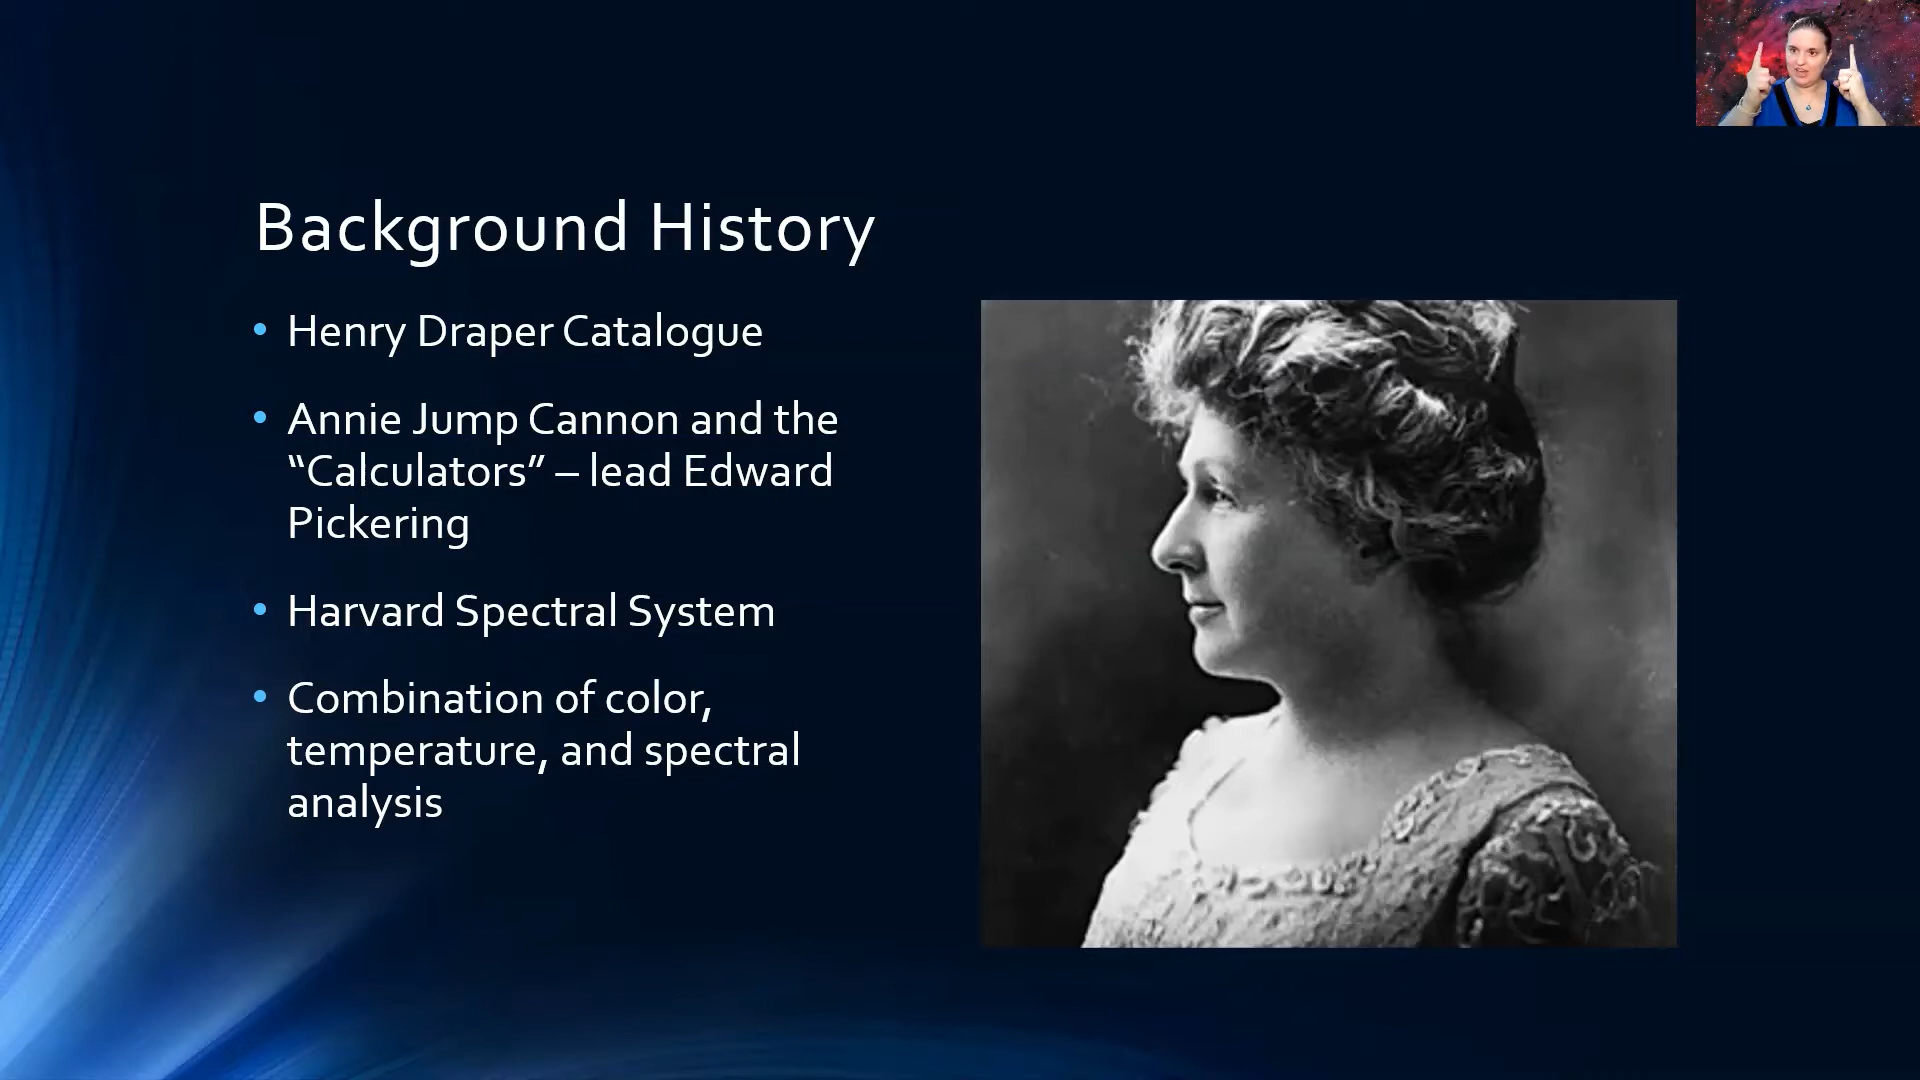 Background History
• Henry Draper Catalogue
• Annie Jump Cannon and the
“Calculators” – lead Edward
Pickering
• Harvard Spectral System
• Combination of color,
temperature, and spectral
analysis